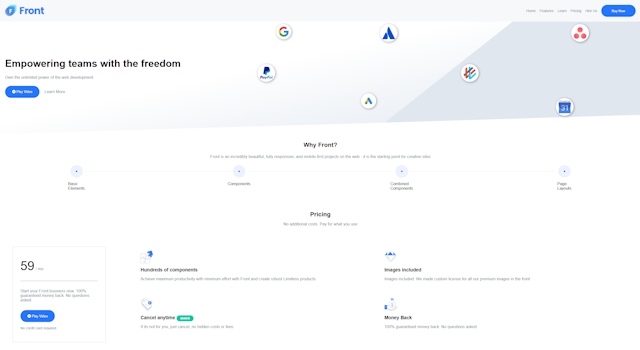 Front
Home Features Learn Pricing Hire Us Buy Now
G
PayPal
31
Empowering teams with the freedom
Own the unlimited power of the web development
Play Video Learn More
Why Front?
Front is an incredibly beautiful, fully responsive, and mobile-first projects on the web - it is the starting point for creative sites
Basic
Elements
Components
Combined
Components
Page
Layouts
Pricing
No additional costs. Pay for what you use.
59
Start your Front business now. 100%
guaranteed money back. No questions
asked
Play Video
No credit card required.
Hundreds of components
Achieve maximum productivity with minimum effort with Front and create robust limitless products.
Images included
Images included. We made custom license for all our premium images in the front
Cancel anytime
If its not for you, just cancel, no hidden costs or fees
Money Back
100% guaranteed money back. No questions asked.